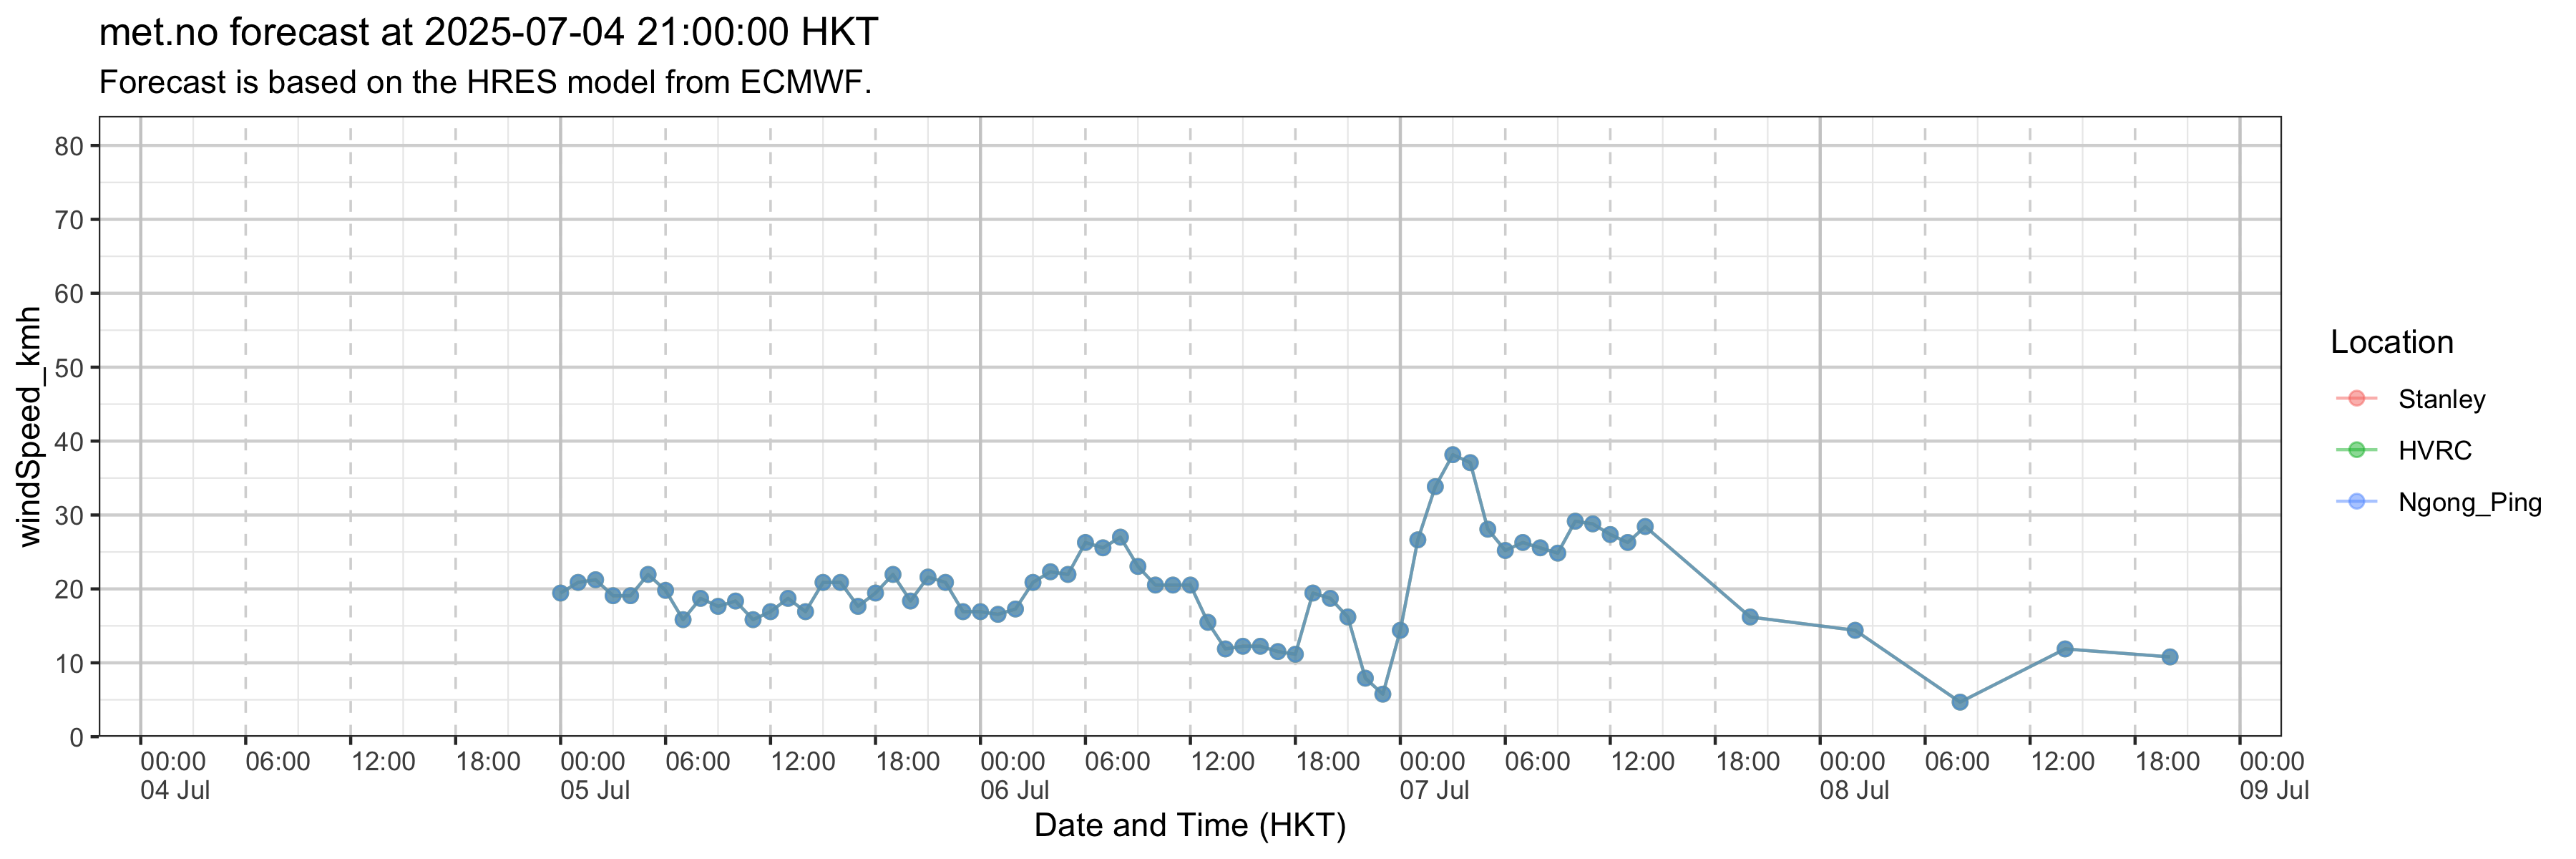 met.no forecast at 2025-07-04 21:00:00 HKT
Forecast is based on the HRES model from ECMWF.
windSpeed_kmh
80
70
60
50
40
30
20
10
0
00:00 06:00 12:00 18:00 00:00 06:00 12:00 18:00 00:00 06:00 12:00 18:00 00:00 06:00 12:00 18:00 00:00 06:00 12:00 18:00 00:00
04 Jul 05 Jul 06 Jul 07 Jul 08 Jul 09 Jul
Date and Time (HKT)
Location
Stanley
HVRC
Ngong_Ping